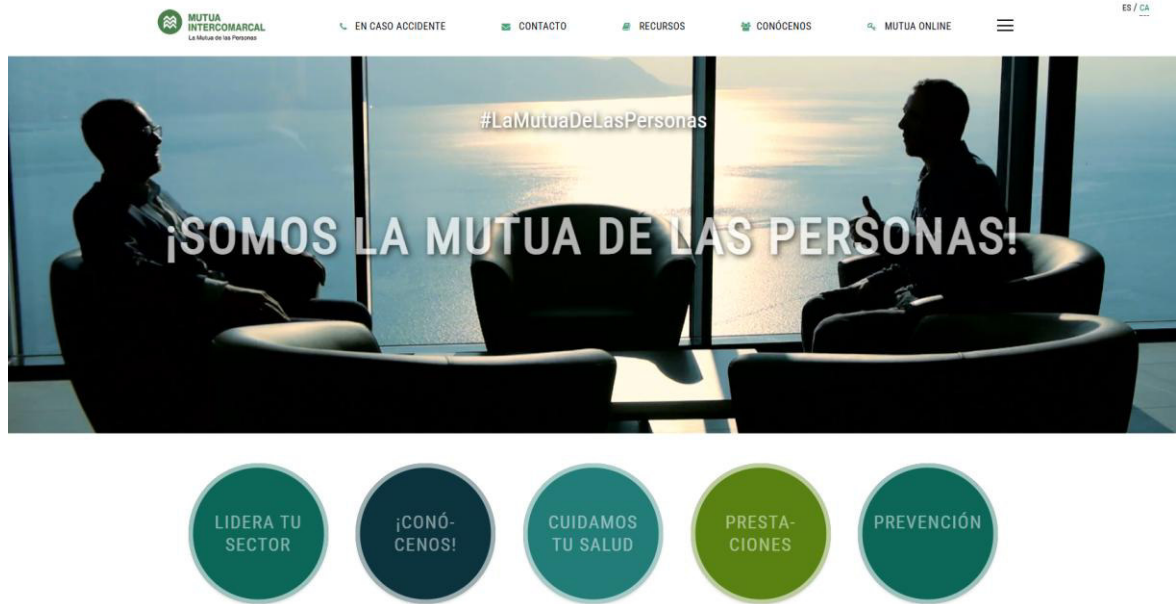 MUTUA
INTERCOMARCAL
La Mutua de las Personas
EN CASO ACCIDENTE
CONTACTO
RECURSOS
CONÓCENOS
MUTUA ONLINE
ES / CA
#LaMutuaDeLasPersonas
¡SOMOS LA MUTUA DE LAS PERSONAS!
LIDERA TU
SECTOR
¡CONÓ-
CENOS!
CUIDAMOS
TU SALUD
PRESTA-
CIONES
PREVENCIÓN